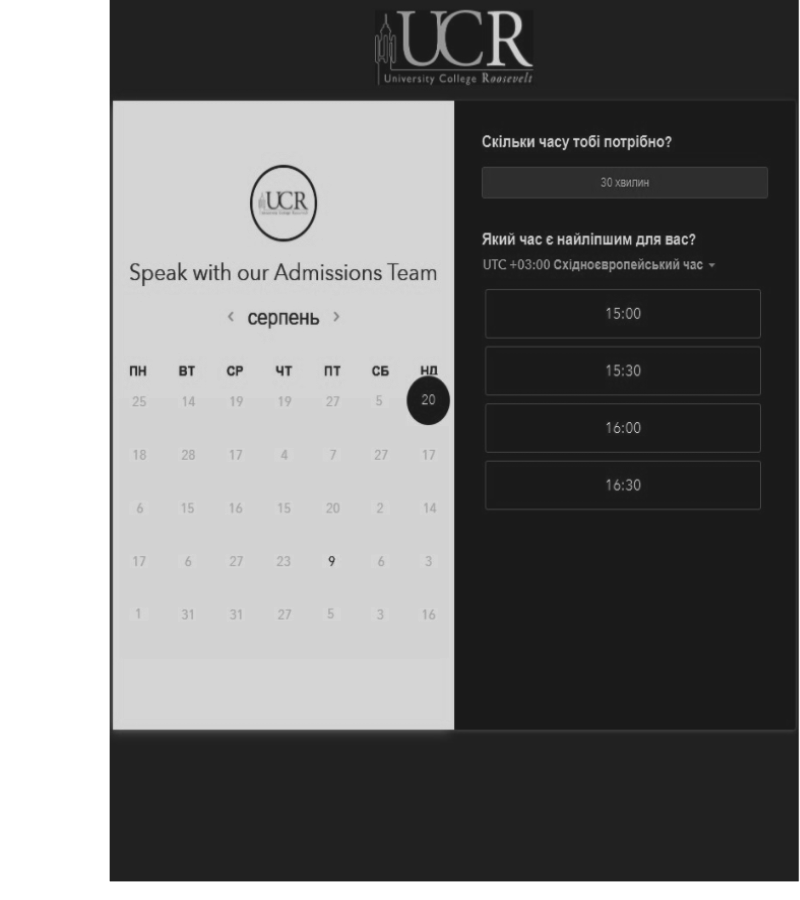 UCR
University College Roosevelt
UCR
Speak with our Admissions Team
< серпень >
ПН ВТ СР ЧТ ПТ СБ НД
25 14 19 19 27 5 20
18 28 17 4 7 27 17
6 15 16 15 20 2 14
17 6 27 23 9 6 3
1 31 31 27 5 3 16
Скільки часу тобі потрібно?
30 хвилин
Який час є найліпшим для вас?
UTC +03:00 Східноєвропейський час
15:00
15:30
16:00
16:30